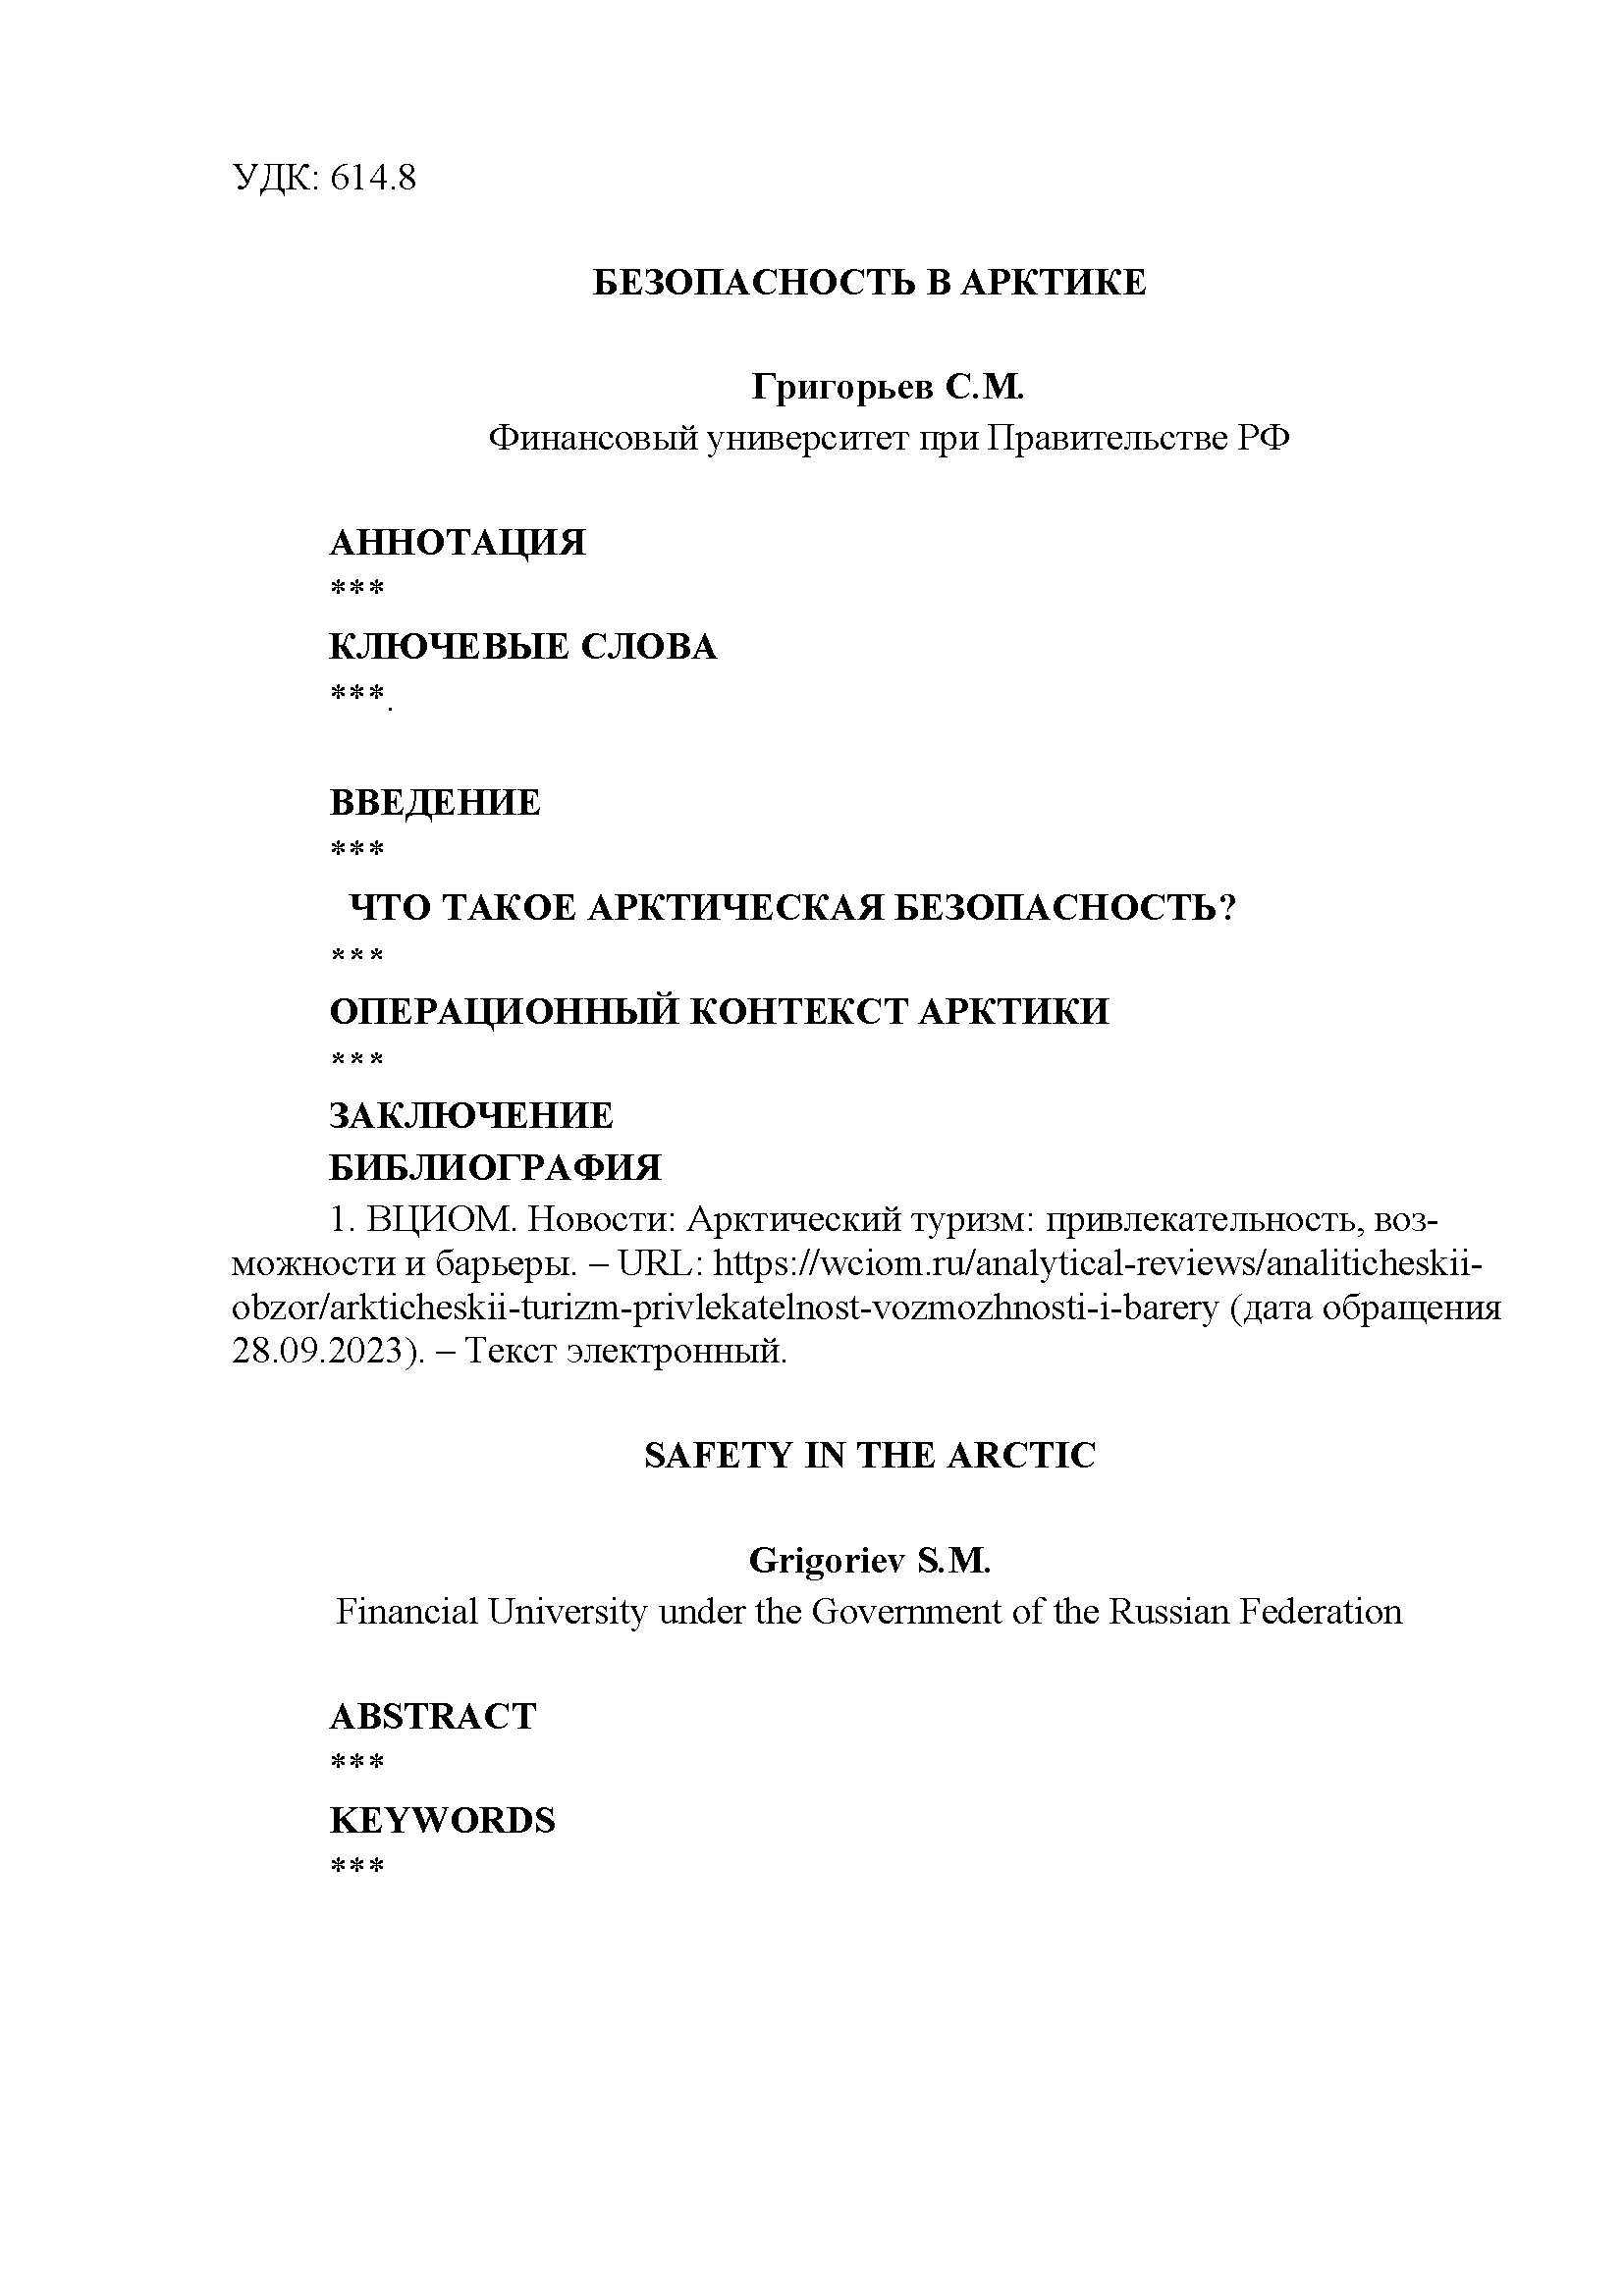 УДК: 614.8
БЕЗОПАСНОСТЬ В АРКТИКЕ
Григорьев С.М.
Финансовый университет при Правительстве РФ
АННОТАЦИЯ
***
КЛЮЧЕВЫЕ СЛОВА
***.
ВВЕДЕНИЕ
***
ЧТО ТАКОЕ АРКТИЧЕСКАЯ БЕЗОПАСНОСТЬ?
***
ОПЕРАЦИОННЫЙ КОНТЕКСТ АРКТИКИ
***
ЗАКЛЮЧЕНИЕ
БИБЛИОГРАФИЯ
1. ВЦИОМ. Новости: Арктический туризм: привлекательность, воз-
можности и барьеры. – URL: https://wciom.ru/analytical-reviews/analiticheskii-
obzor/arkticheskii-turizm-privlekatelnost-vozmozhnosti-i-barery (дата обращения
28.09.2023). – Текст электронный.
SAFETY IN THE ARCTIC
Grigoriev S.M.
Financial University under the Government of the Russian Federation
ABSTRACT
***
KEYWORDS
***